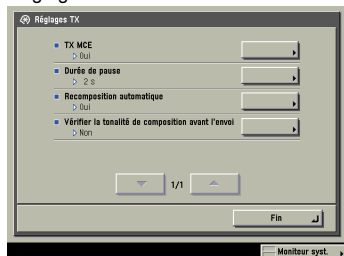 Réglages TX
TX MCE
Oui
Durée de pause
2 s
Recomposition automatique
Oui
Vérifier la tonalité de composition avant l'envoi
Non
1/1
Fin
Moniteur syst.